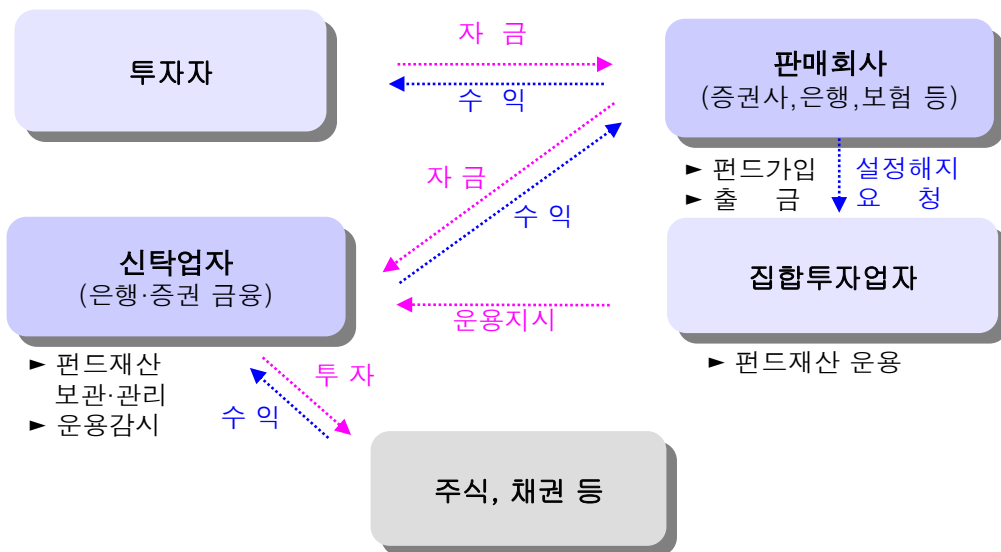 투자자
자 금
수 익
판매회사
(증권사,은행,보험 등)
► 펀드가입
► 출 금
설정해지
요 청
자 금
수 익
신탁업자
(은행·증권 금융)
집합투자업자
운용지시
► 펀드재산
보관·관리
► 운용감시
► 펀드재산 운용
투 자
수 익
주식, 채권 등